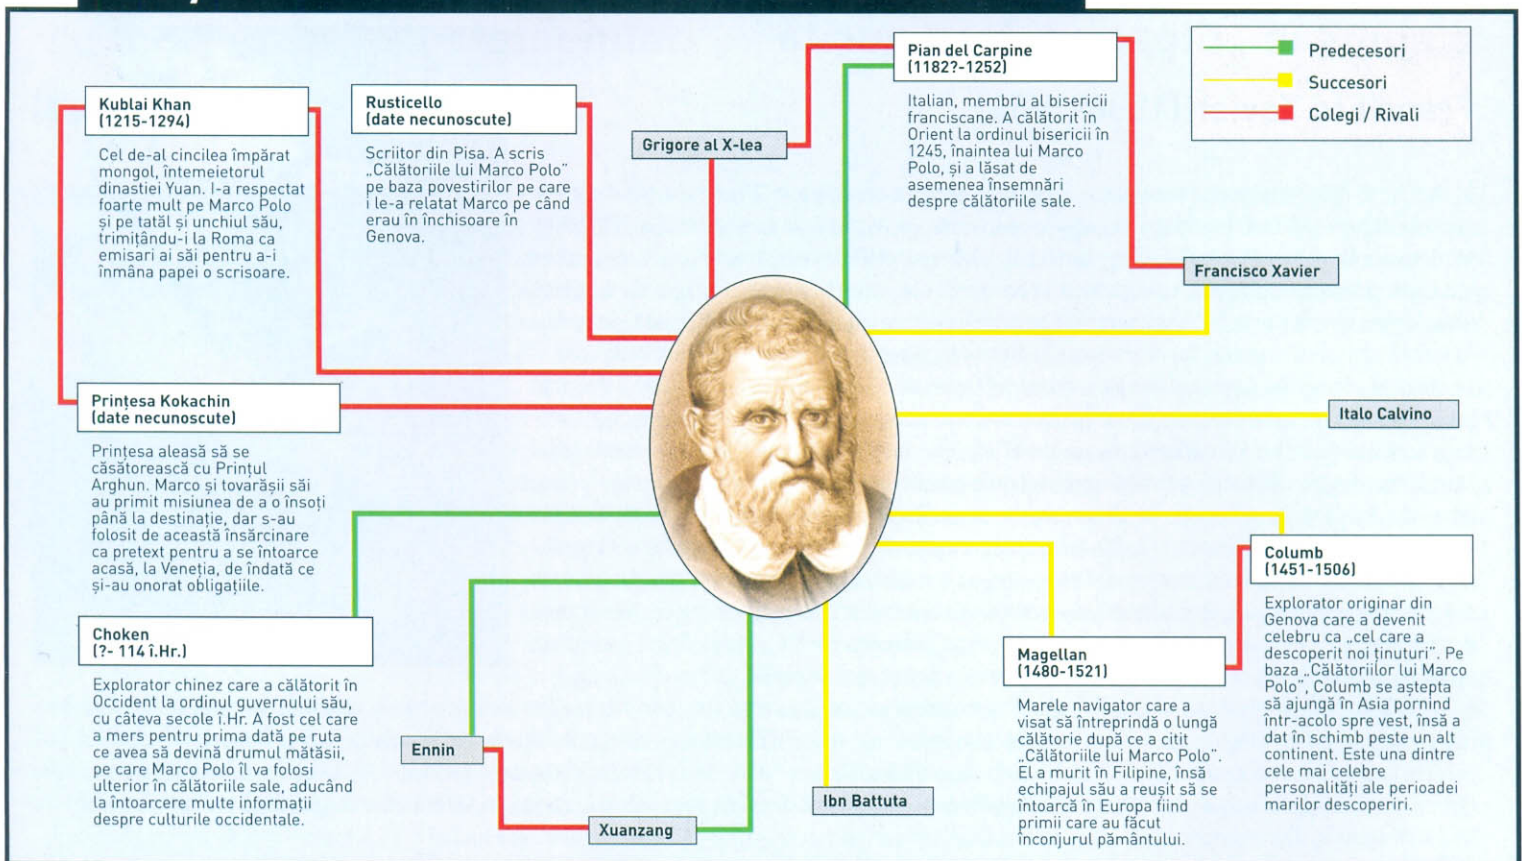 Predecesori
Succesori
Colegi / Rivali
Kublai Khan
(1215-1294)
Cel de-al cincilea împărat
mongol, întemeietorul
dinastiei Yuan. I-a respectat
foarte mult pe Marco Polo
și pe tatăl și unchiul său,
trimițându-i la Roma ca
emisari ai săi pentru a-i
înmâna papei o scrisoare.
Rusticello
(date necunoscute)
Scriitor din Pisa. A scris
„Călătoriile lui Marco Polo”
pe baza povestirilor pe care
i le-a relatat Marco pe când
erau în închisoare în
Genova.
Grigore al X-lea
Pian del Carpine
(1182?-1252)
Italian, membru al bisericii
franciscane. A călătorit în
Orient la ordinul bisericii în
1245, înaintea lui Marco
Polo, și a lăsat de
asemenea însemnări
despre călătoriile sale.
Francisco Xavier
Prințesa Kokachin
(date necunoscute)
Prințesa aleasă să se
căsătorească cu Prințul
Arghun. Marco și tovarășii săi
au primit misiunea de a o însoți
până la destinație, dar s-au
folosit de această însărcinare
ca pretext pentru a se întoarce
acasă, la Veneția, de îndată ce
și-au onorat obligațiile.
Italo Calvino
Choken
(?- 114 î.Hr.)
Explorator chinez care a călătorit în
Occident la ordinul guvernului său,
cu câteva secole î.Hr. A fost cel care
a mers pentru prima dată pe ruta
ce avea să devină drumul mătăsii,
pe care Marco Polo îl va folosi
ulterior în călătoriile sale, aducând
la întoarcere multe informații
despre culturile occidentale.
Ennin
Xuanzang
Ibn Battuta
Magellan
(1480-1521)
Marele navigator care a
visat să întreprindă o lungă
călătorie după ce a citit
„Călătoriile lui Marco Polo”.
El a murit în Filipine, însă
echipajul său a reușit să se
întoarcă în Europa fiind
primii care au făcut
înconjurul pământului.
Columb
(1451-1506)
Explorator originar din
Genova care a devenit
celebru ca „cel care a
descoperit noi ținuturi”. Pe
baza „Călătoriilor lui Marco
Polo”, Columb se aștepta
să ajungă în Asia pornind
într-acolo spre vest, însă a
dat în schimb peste un alt
continent. Este una dintre
cele mai celebre
personalități ale perioadei
marilor descoperiri.